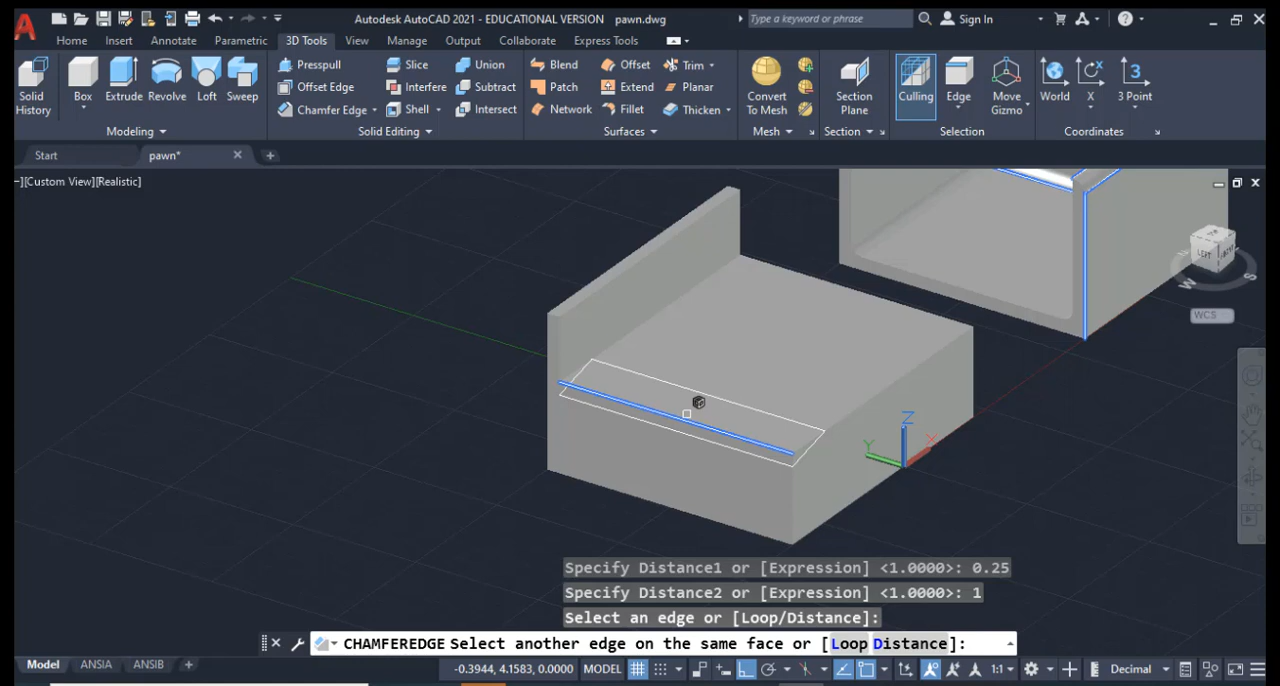 Autodesk AutoCAD 2021 - EDUCATIONAL VERSION pawn.dwg
Type a keyword or phrase
Sign In
Home Insert Annotate Parametric 3D Tools View Manage Output Collaborate Express Tools
Solid History
Box
Extrude
Revolve
Loft
Sweep
Modeling
Presspull
Offset Edge
Chamfer Edge
Slice
Interfere
Shell
Union
Subtract
Intersect
Solid Editing
Blend
Patch
Network
Offset
Extend
Fillet
Trim
Planar
Thicken
Surfaces
Convert To Mesh
Mesh
Section Plane
Section
Culling
Edge
Move Gizmo
Selection
World
X
3 Point
Coordinates
Start
pawn*
–][Custom View][Realistic]
TOP
LEFT
W
S
WCS
Z
Y
X
Specify Distance1 or [Expression] <1.0000>: 0.25
Specify Distance2 or [Expression] <1.0000>: 1
Select an edge or [Loop/Distance]:
CHAMFEREDGE Select another edge on the same face or [Loop Distance]:
Model ANSIA ANSIB
-0.3944, 4.1583, 0.0000 MODEL
1:1
Decimal